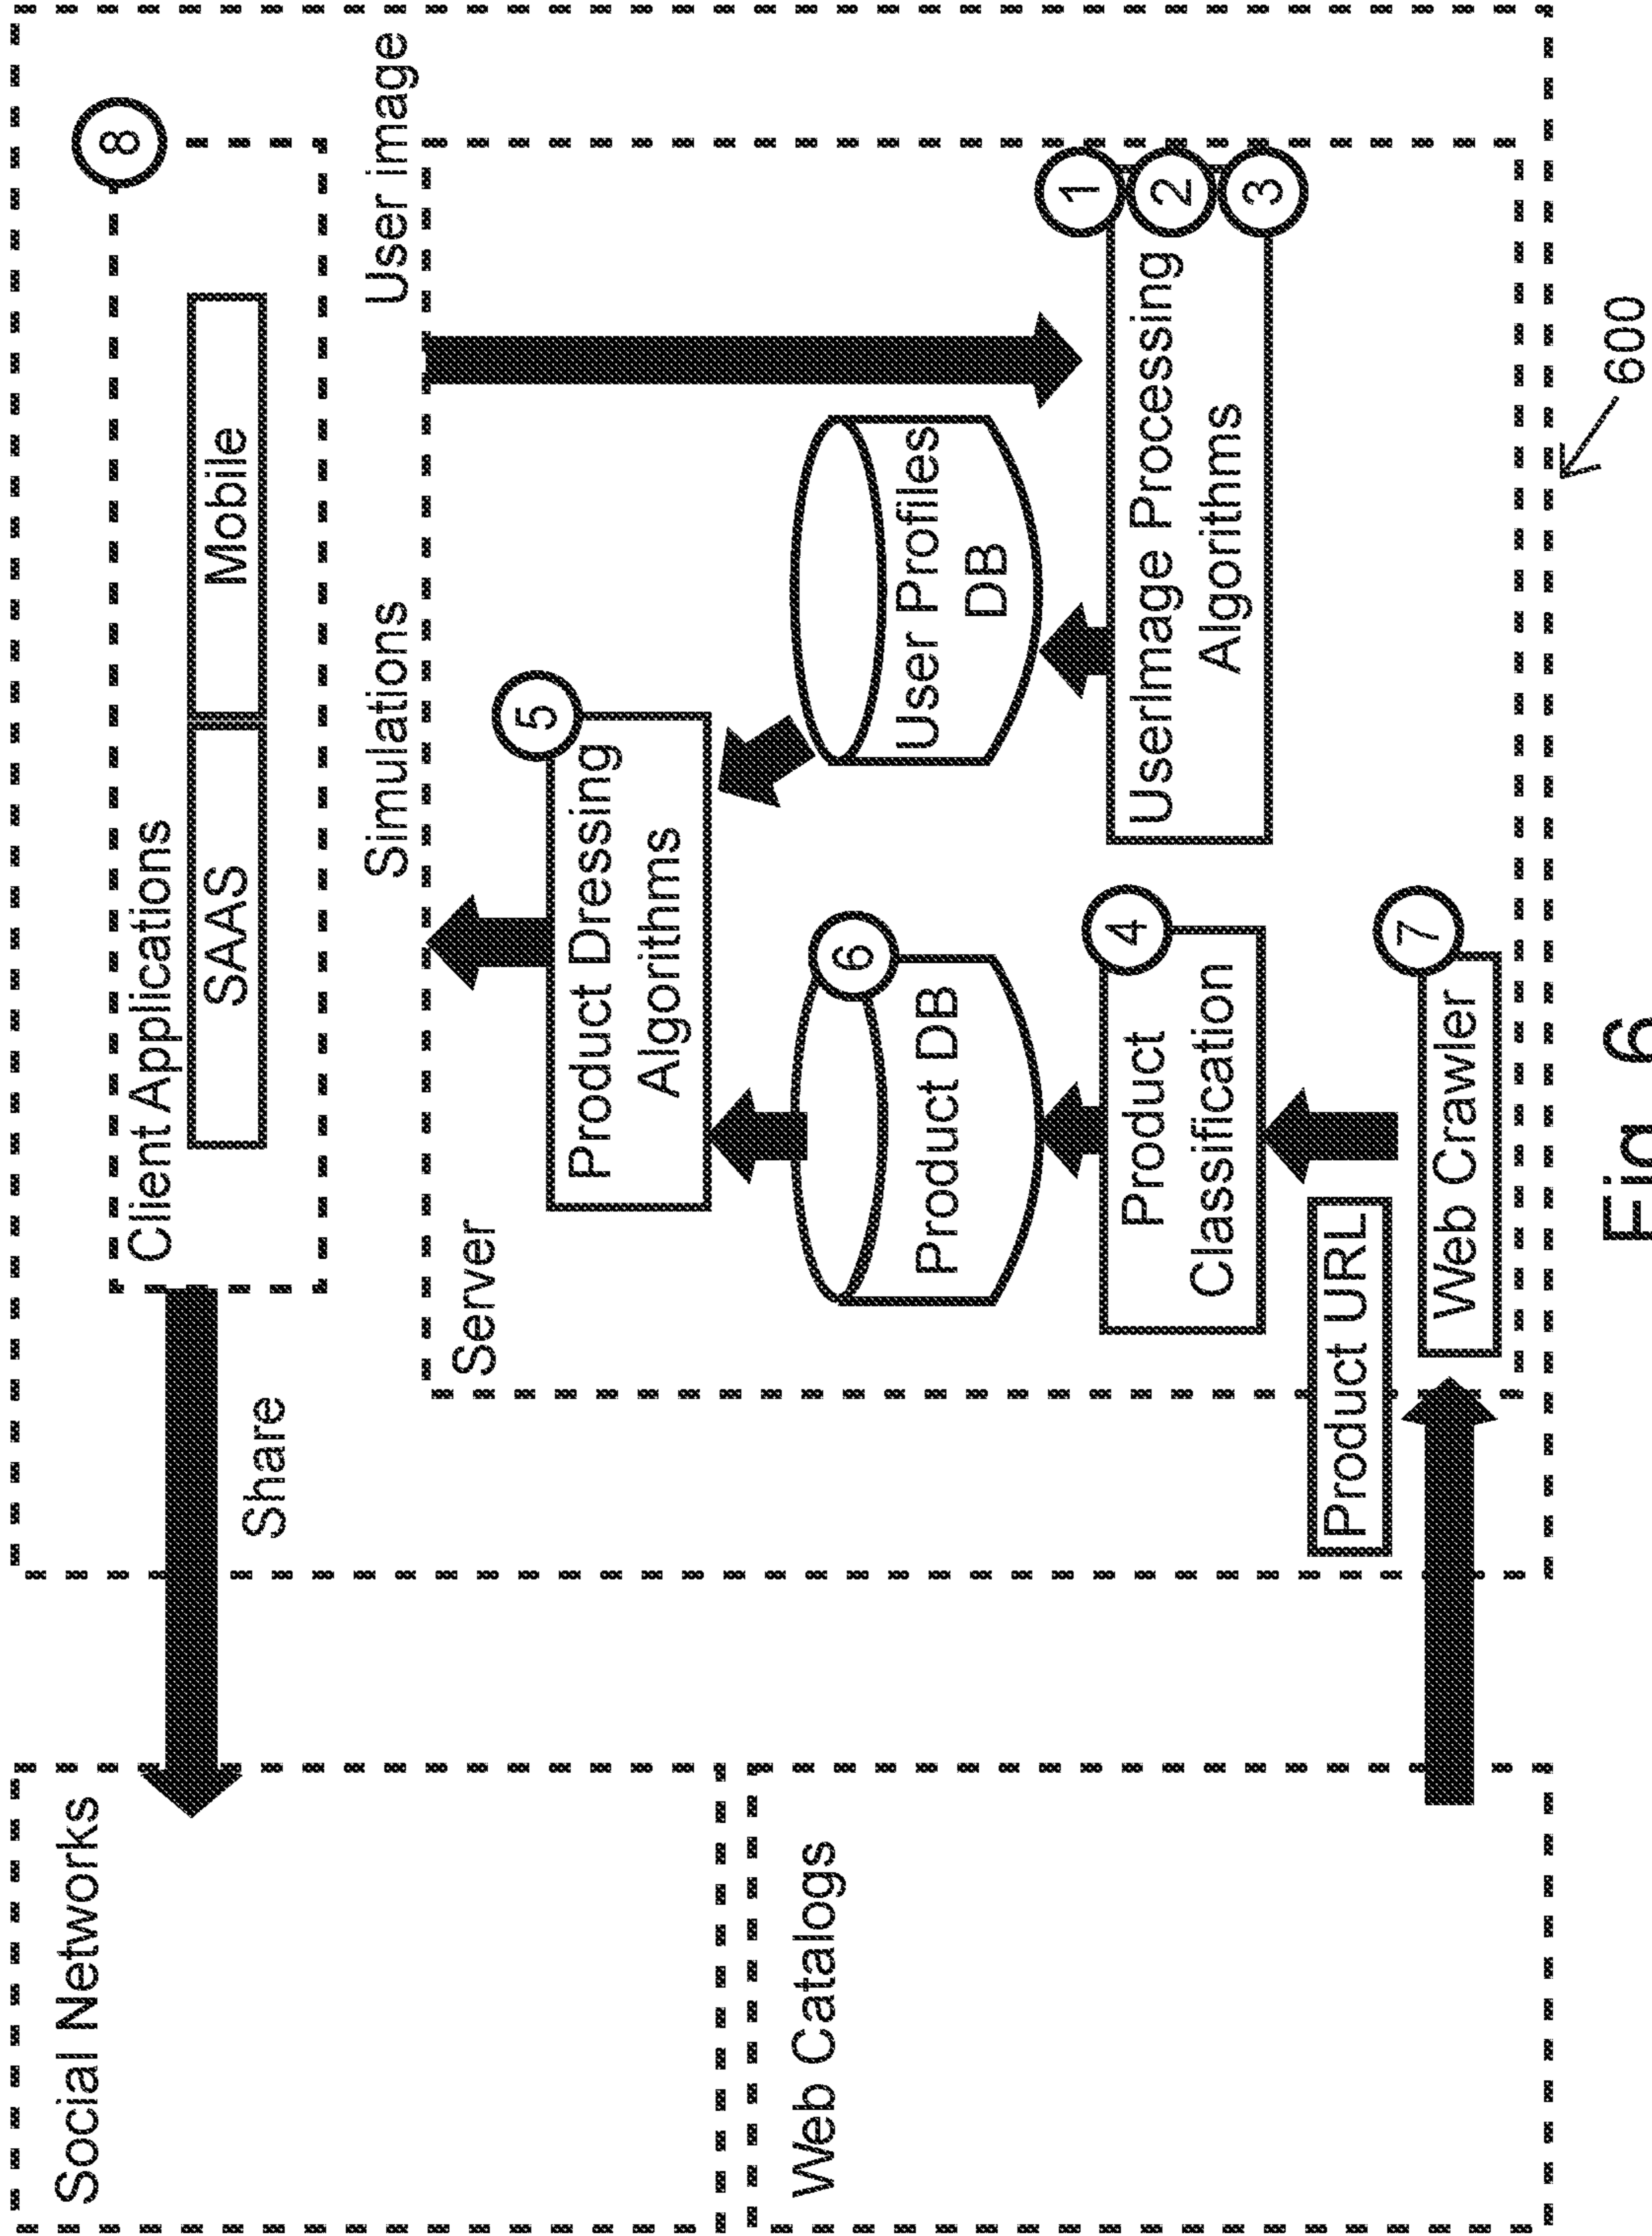 Social Networks
Share
Client Applications
SAAS
Mobile
8
Simulations
User image
Server
Product Dressing
Algorithms
5
Web Catalogs
6
Product DB
User Profiles
DB
Product
Classification
4
UserImage Processing
Algorithms
1
2
3
Product URL
Web Crawler
7
600
Fig. 6